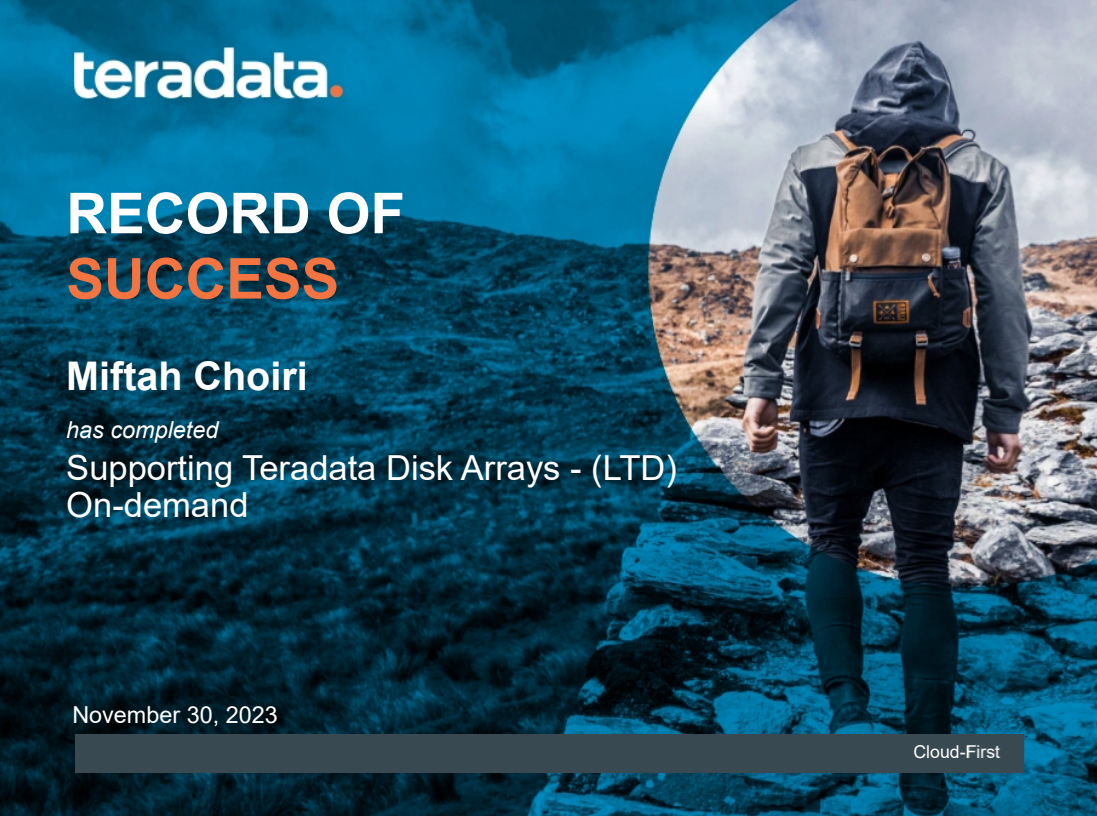 teradata.
RECORD OF
SUCCESS
Miftah Choiri
has completed
Supporting Teradata Disk Arrays - (LTD)
On-demand
November 30, 2023
Cloud-First